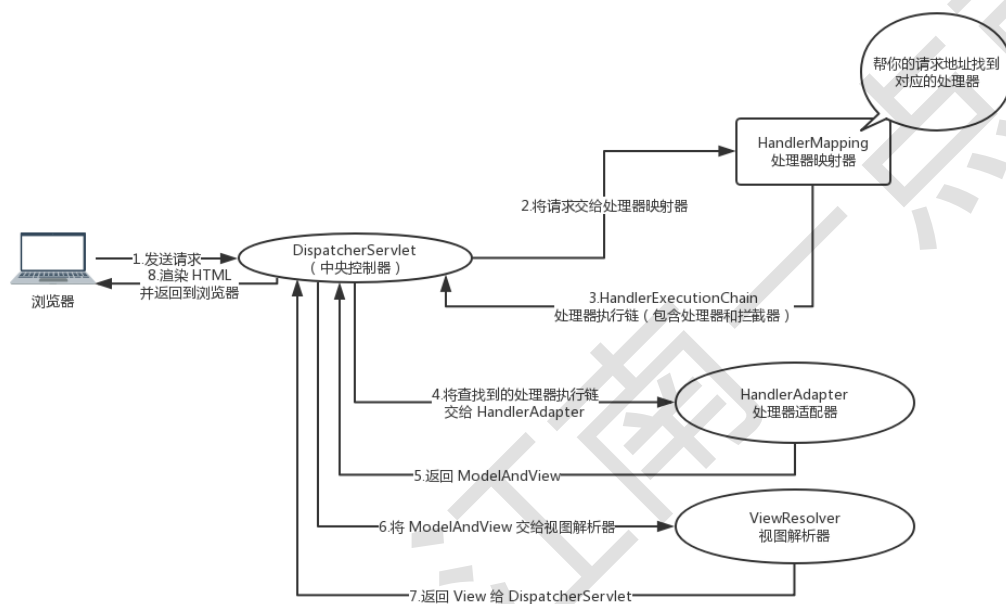 帮你的请求地址找到
对应的处理器
HandlerMapping
处理器映射器
2.将请求交给处理器映射器
DispatcherServlet
（中央控制器）
1.发送请求
8.渲染 HTML
并返回到浏览器
浏览器
3.HandlerExecutionChain
处理器执行链（包含处理器和拦截器）
4.将查找到的处理器执行链
交给 HandlerAdapter
HandlerAdapter
处理器适配器
5.返回 ModelAndView
6.将 ModelAndView 交给视图解析器
ViewResolver
视图解析器
7.返回 View 给 DispatcherServlet
江南一点